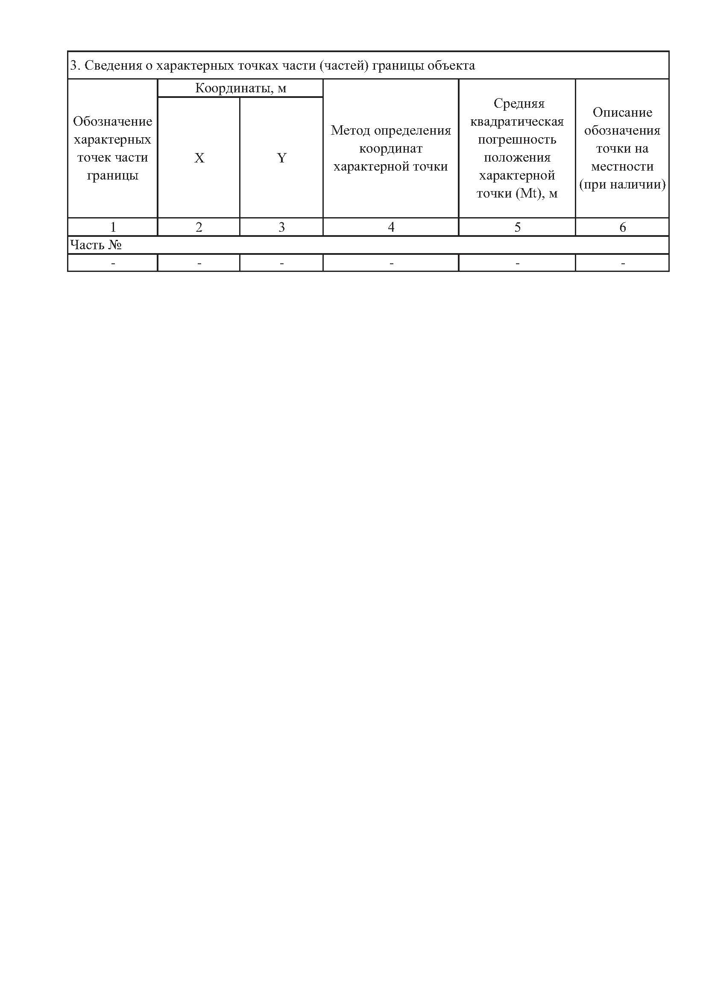 3. Сведения о характерных точках части (частей) границы объекта
Обозначение
характерных
точек части
границы
Координаты, м
X
Y
Метод определения
координат
характерной точки
Средняя
квадратическая
погрешность
положения
характерной
точки (Mt), м
Описание
обозначения
точки на
местности
(при наличии)
1 2 3 4 5 6
Часть №
- - - - - -